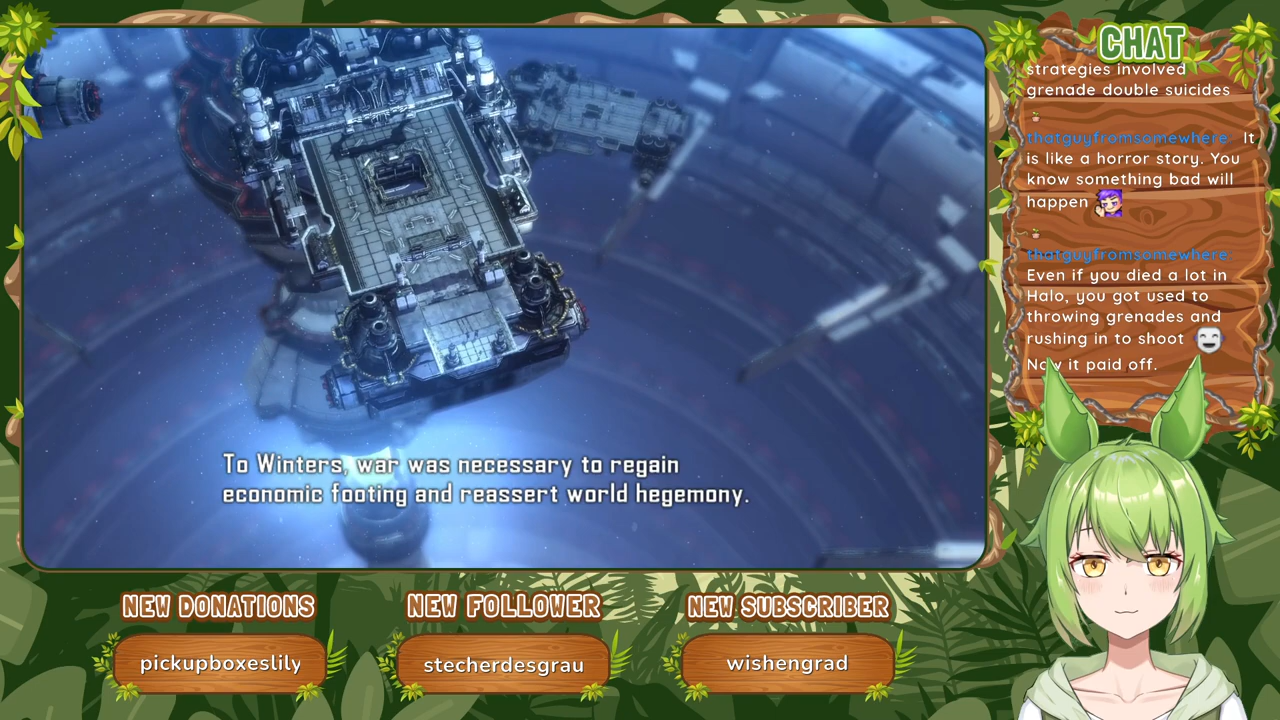 To Winters, war was necessary to regain
economic footing and reassert world hegemony.
CHAT
strategies involved
grenade double suicides
thatguyfromsomewhere: It
is like a horror story. You
know something bad will
happen
thatguyfromsomewhere:
Even if you died a lot in
Halo, you got used to
throwing grenades and
rushing in to shoot
Now it paid off.
NEW DONATIONS
NEW FOLLOWER
NEW SUBSCRIBER
pickupboxeslily
stecherdesgrau
wishengrad